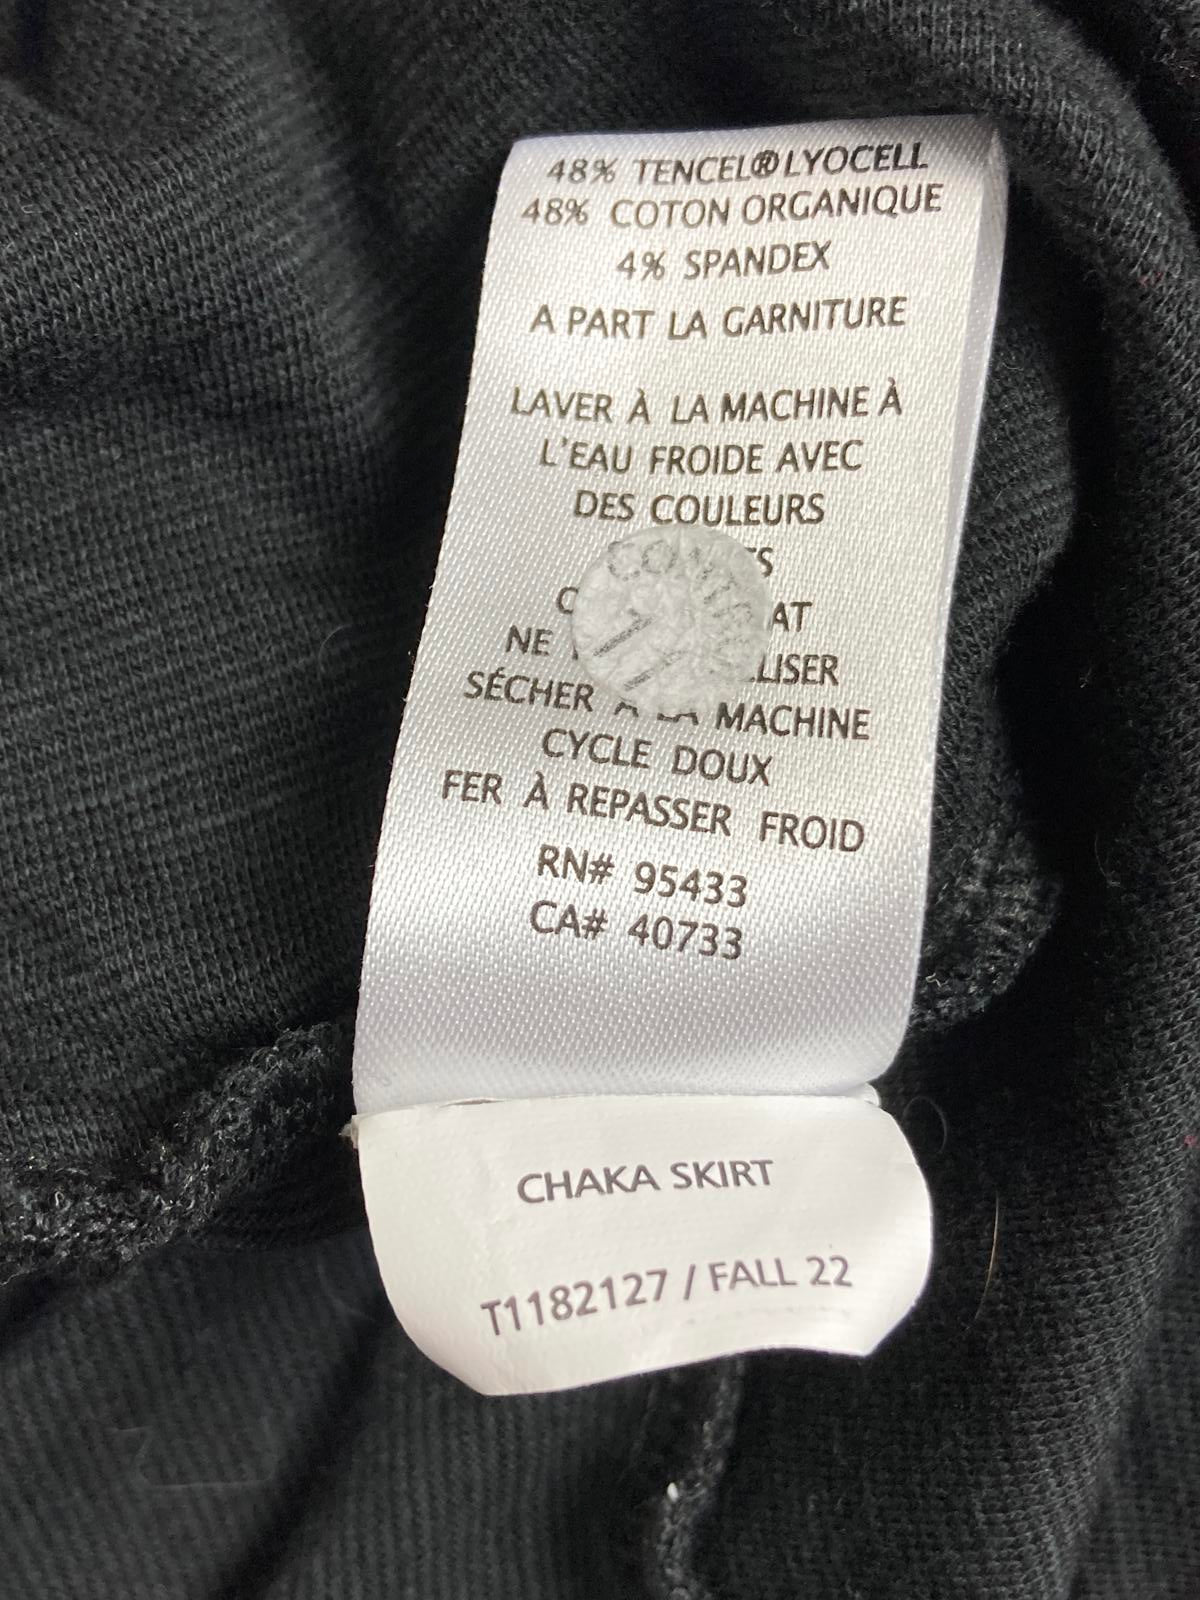 48% TENCEL®LYOCELL
48% COTON ORGANIQUE
4% SPANDEX
A PART LA GARNITURE
LAVER À LA MACHINE À
L'EAU FROIDE AVEC
DES COULEURS
NE
SÉCHER À LA MACHINE
CYCLE DOUX
FER À REPASSER FROID
RN# 95433
CA# 40733
CHAKA SKIRT
T1182127 / FALL 22